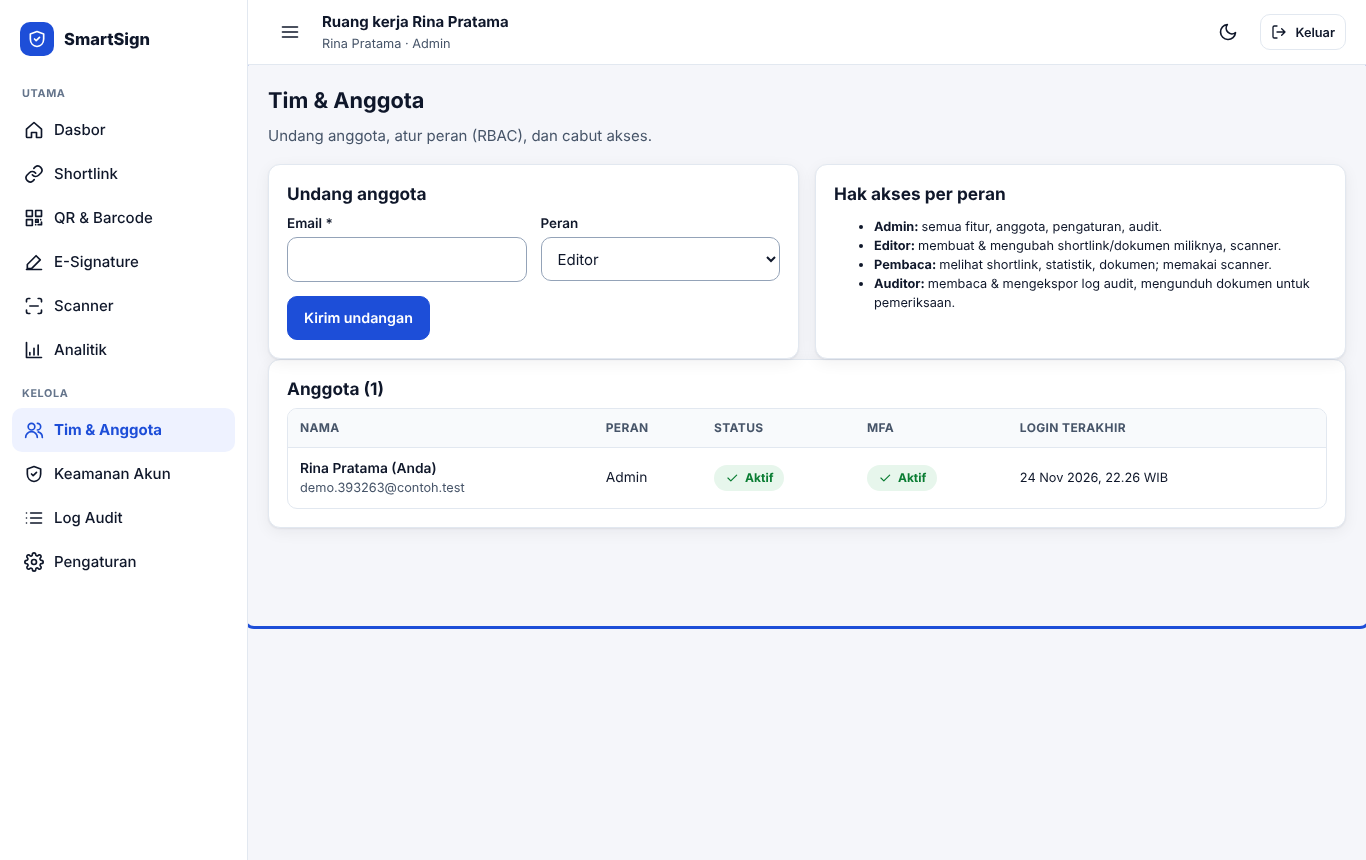 SmartSign
UTAMA
Dasbor
Shortlink
QR & Barcode
E-Signature
Scanner
Analitik
KELOLA
Tim & Anggota
Keamanan Akun
Log Audit
Pengaturan
Ruang kerja Rina Pratama
Rina Pratama · Admin
Keluar
Tim & Anggota
Undang anggota, atur peran (RBAC), dan cabut akses.
Undang anggota
Email *
Peran
Editor
Kirim undangan
Hak akses per peran
• Admin: semua fitur, anggota, pengaturan, audit.
• Editor: membuat & mengubah shortlink/dokumen miliknya, scanner.
• Pembaca: melihat shortlink, statistik, dokumen; memakai scanner.
• Auditor: membaca & mengekspor log audit, mengunduh dokumen untuk
pemeriksaan.
Anggota (1)
NAMA PERAN STATUS MFA LOGIN TERAKHIR
Rina Pratama (Anda)
demo.393263@contoh.test
Admin Aktif Aktif 24 Nov 2026, 22.26 WIB